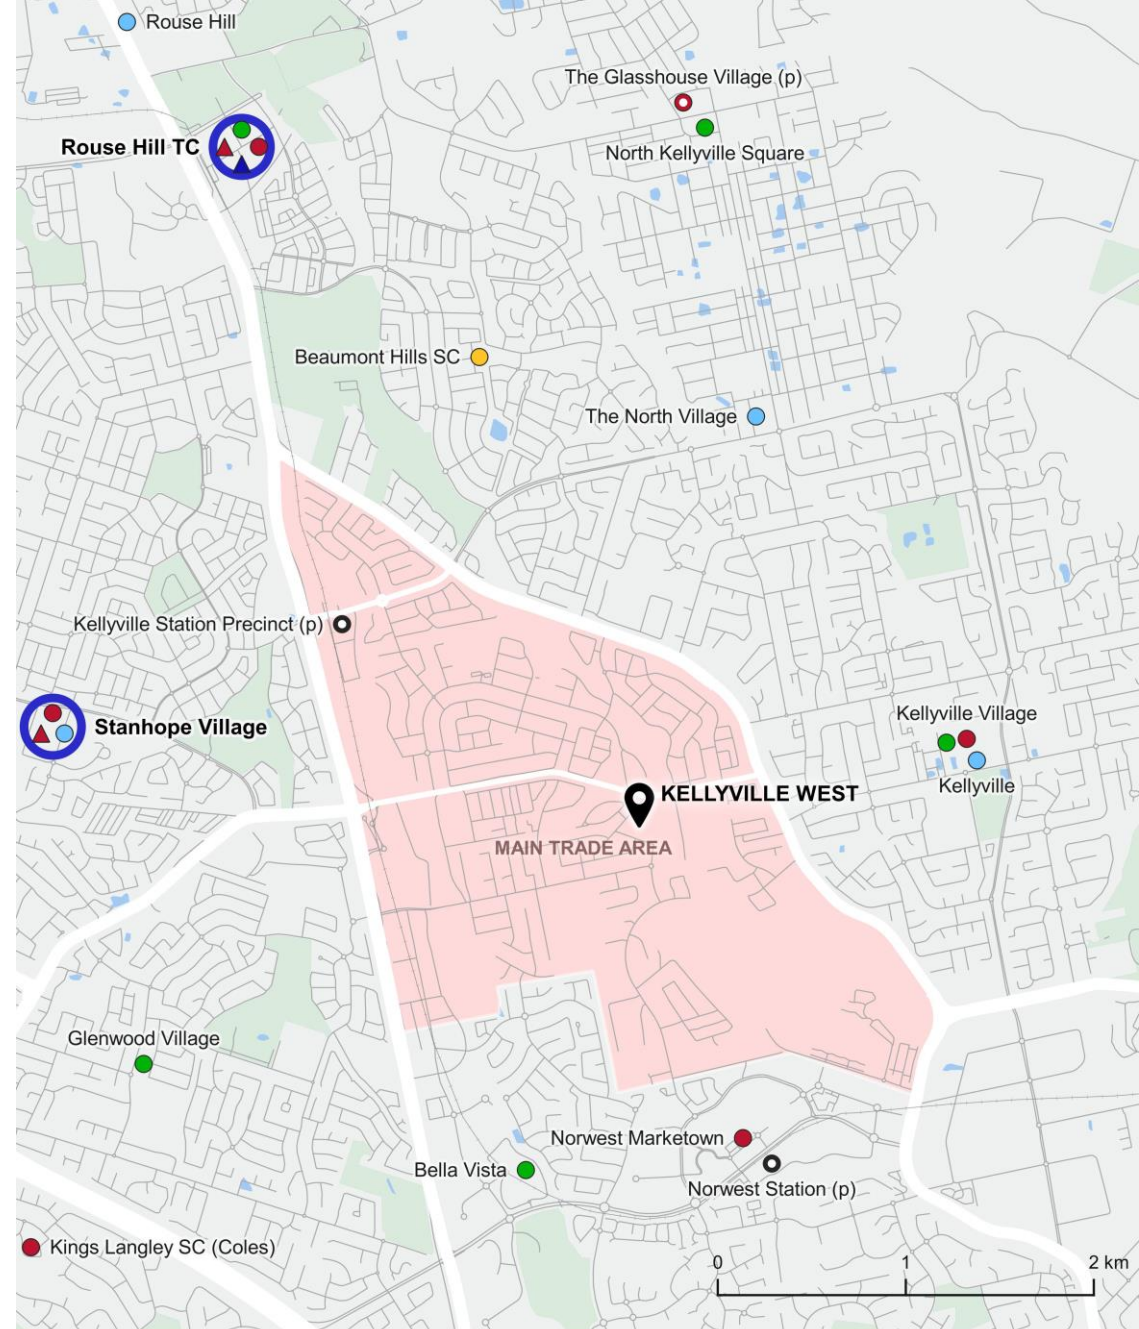 Rouse Hill
The Glasshouse Village (p)
Rouse Hill TC
North Kellyville Square
Beaumont Hills SC
The North Village
Kellyville Station Precinct (p)
Stanhope Village
Kellyville Village
Kellyville
KELLYVILLE WEST
MAIN TRADE AREA
Glenwood Village
Norwest Marketown
Bella Vista
Norwest Station (p)
Kings Langley SC (Coles)
0 1 2 km